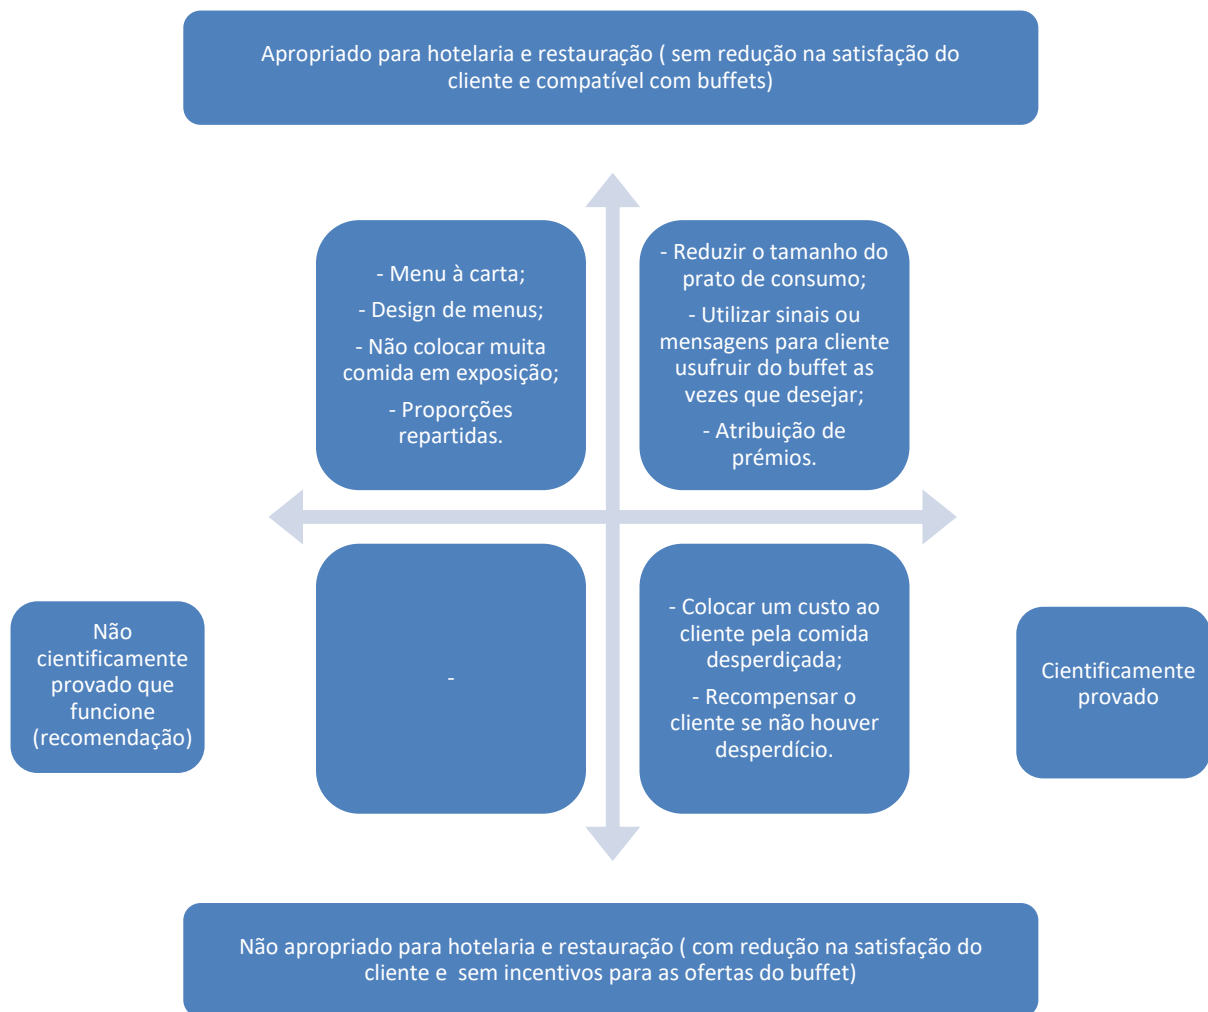 Apropriado para hotelaria e restauração ( sem redução na satisfação do
cliente e compatível com buffets)
- Menu à carta;
- Design de menus;
- Não colocar muita
comida em exposição;
- Proporções
repartidas.
- Reduzir o tamanho do
prato de consumo;
- Utilizar sinais ou
mensagens para cliente
usufruir do buffet as
vezes que desejar;
- Atribuição de
prémios.
Não
cientificamente
provado que
funcione
(recomendação)
-
- Colocar um custo ao
cliente pela comida
desperdiçada;
- Recompensar o
cliente se não houver
desperdício.
Cientificamente
provado
Não apropriado para hotelaria e restauração ( com redução na satisfação do
cliente e  sem incentivos para as ofertas do buffet)